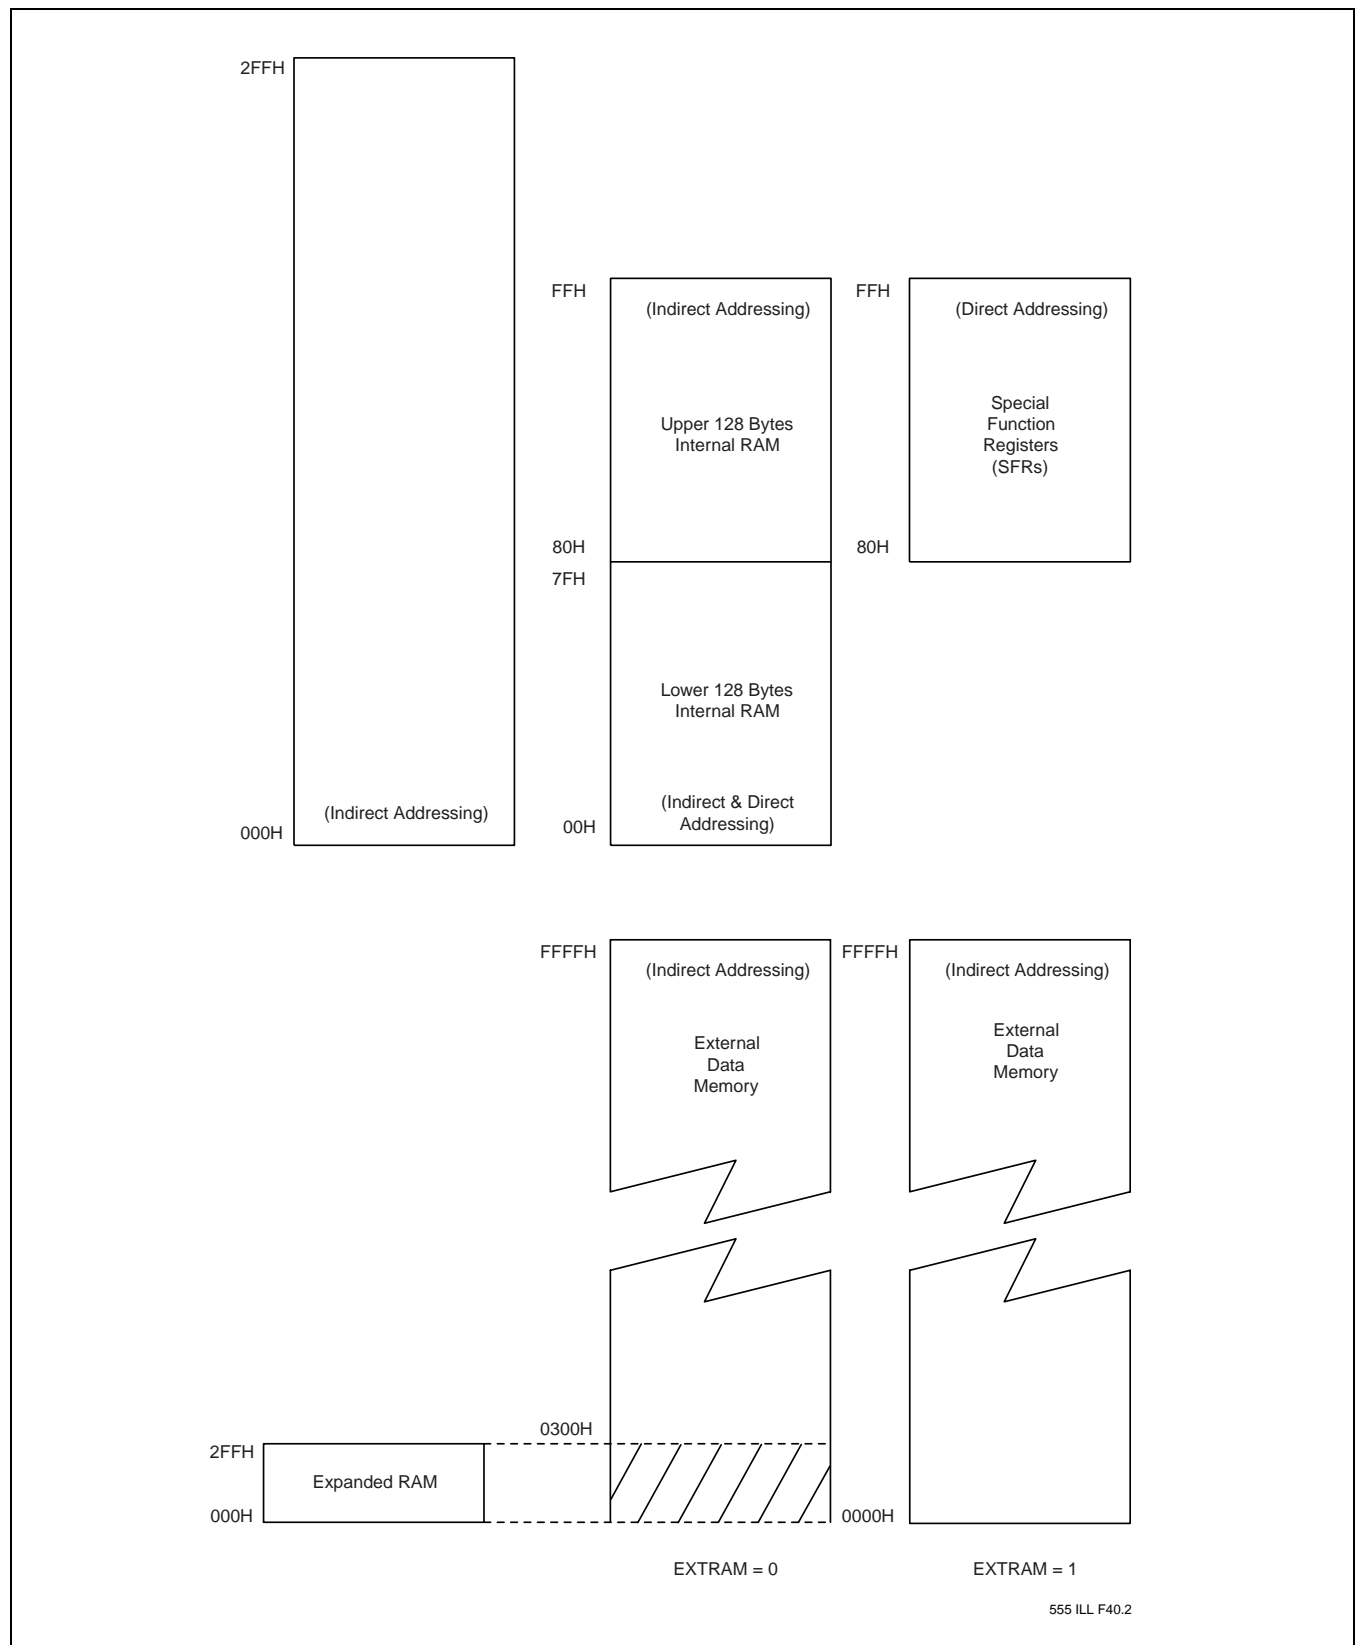 2FFH
(Indirect Addressing)
000H
FFH
(Indirect Addressing)
Upper 128 Bytes
Internal RAM
80H
7FH
Lower 128 Bytes
Internal RAM
(Indirect & Direct
Addressing)
00H
FFH
(Direct Addressing)
Special
Function
Registers
(SFRs)
80H
FFFFH
(Indirect Addressing)
External
Data
Memory
0300H
FFFFH
(Indirect Addressing)
External
Data
Memory
0000H
2FFH
Expanded RAM
000H
EXTRAM = 0
EXTRAM = 1
555 ILL F40.2